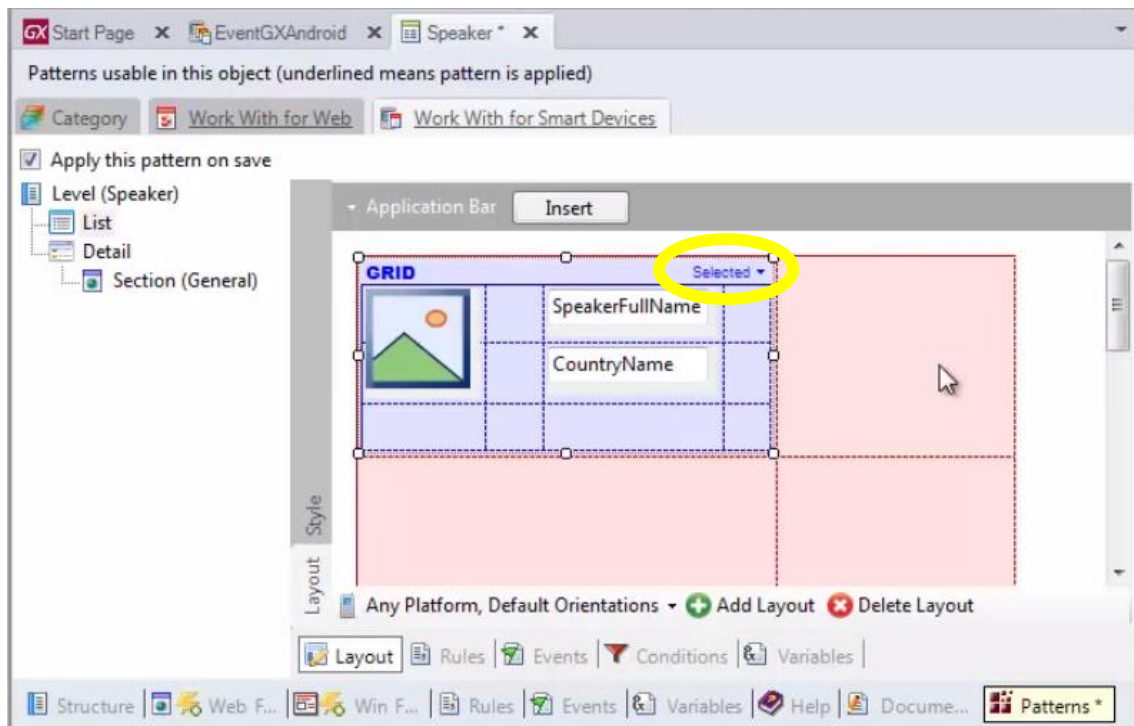 GX Start Page x EventGXAndroid x Speaker * x
Patterns usable in this object (underlined means pattern is applied)
Category Work With for Web Work With for Smart Devices
Apply this pattern on save
Level (Speaker)
List
Detail
Section (General)
Application Bar Insert
GRID Selected
SpeakerFullName
CountryName
Style
Layout
Any Platform, Default Orientations Add Layout Delete Layout
Layout Rules Events Conditions Variables
Structure Web F... Win F... Rules Events Variables Help Docume... Patterns *